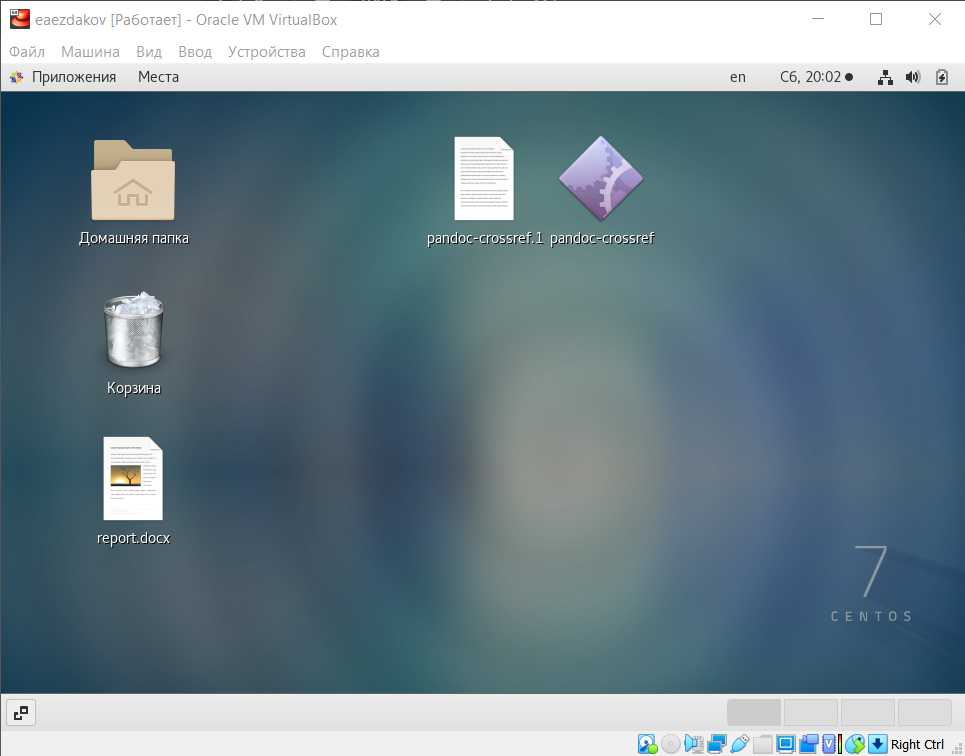 eaezdakov [Работает] - Oracle VM VirtualBox
Файл Машина Вид Ввод Устройства Справка
Приложения Места en Сб, 20:02
pandoc-crossref.1 pandoc-crossref
Домашняя папка
Корзина
report.docx
7
CENTOS
Right Ctrl